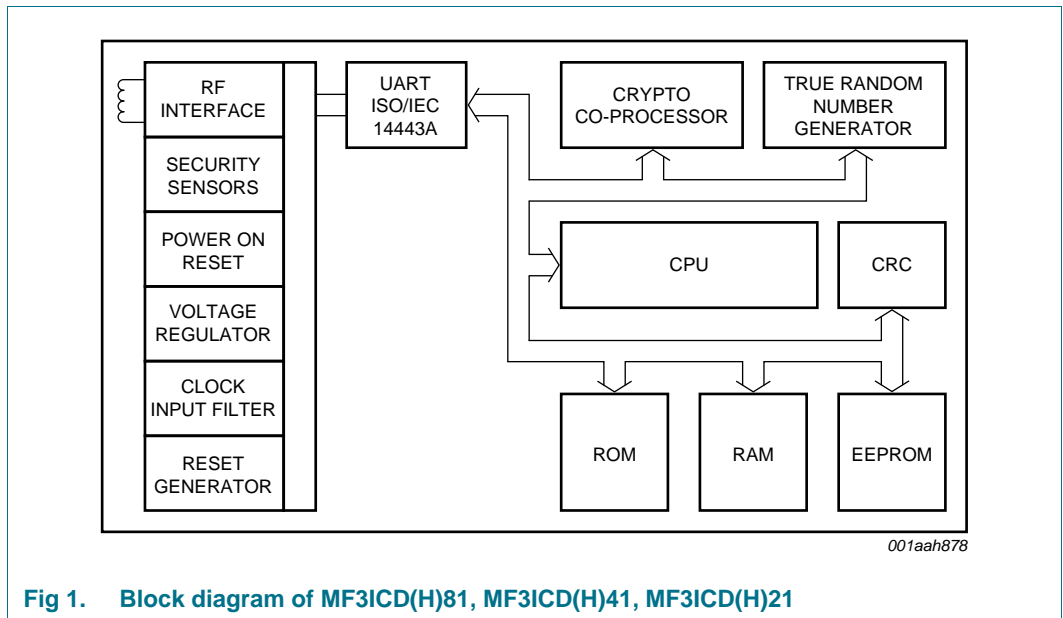 RF
INTERFACE
SECURITY
SENSORS
POWER ON
RESET
VOLTAGE
REGULATOR
CLOCK
INPUT FILTER
RESET
GENERATOR
UART
ISO/IEC
14443A
CRYPTO
CO-PROCESSOR
TRUE RANDOM
NUMBER
GENERATOR
CPU
CRC
ROM
RAM
EEPROM
001aah878
Fig 1. Block diagram of MF3ICD(H)81, MF3ICD(H)41, MF3ICD(H)21